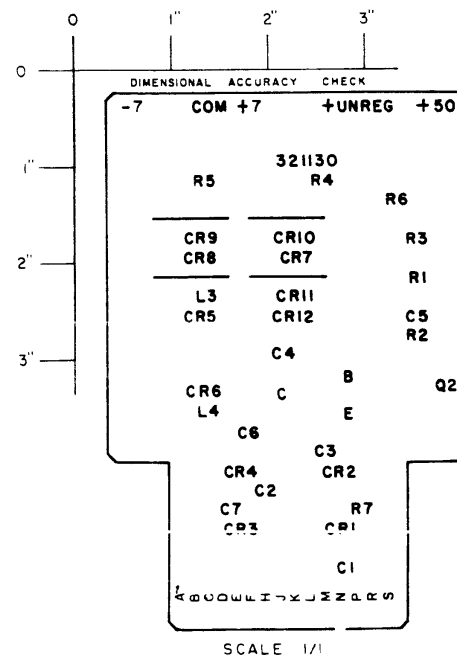 0 1" 2" 3"
0
DIMENSIONAL ACCURACY CHECK
-7 COM +7 +UNREG +50
1"
321130
R5 R4
R6
CR9 CR10 R3
2"
CR8 CR7
R1
L3 CR11
CR5 CR12 C5
R2
3"
C4
B
CR6 C Q2
L4 E
C6
C3
CR4 CR2
C2
C7 R7
CR3 CR1
C1
A B C D E F H J K L M N P R S
SCALE 1/1